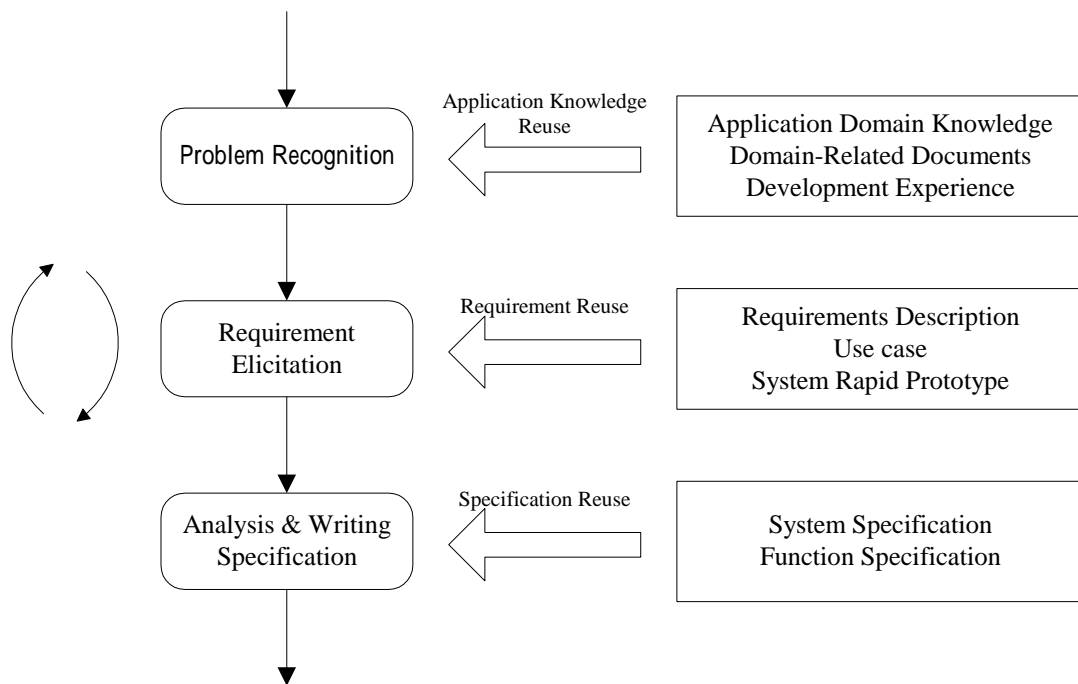 Problem Recognition
Application Knowledge
Reuse
Application Domain Knowledge
Domain-Related Documents
Development Experience
Requirement
Elicitation
Requirement Reuse
Requirements Description
Use case
System Rapid Prototype
Analysis & Writing
Specification
Specification Reuse
System Specification
Function Specification